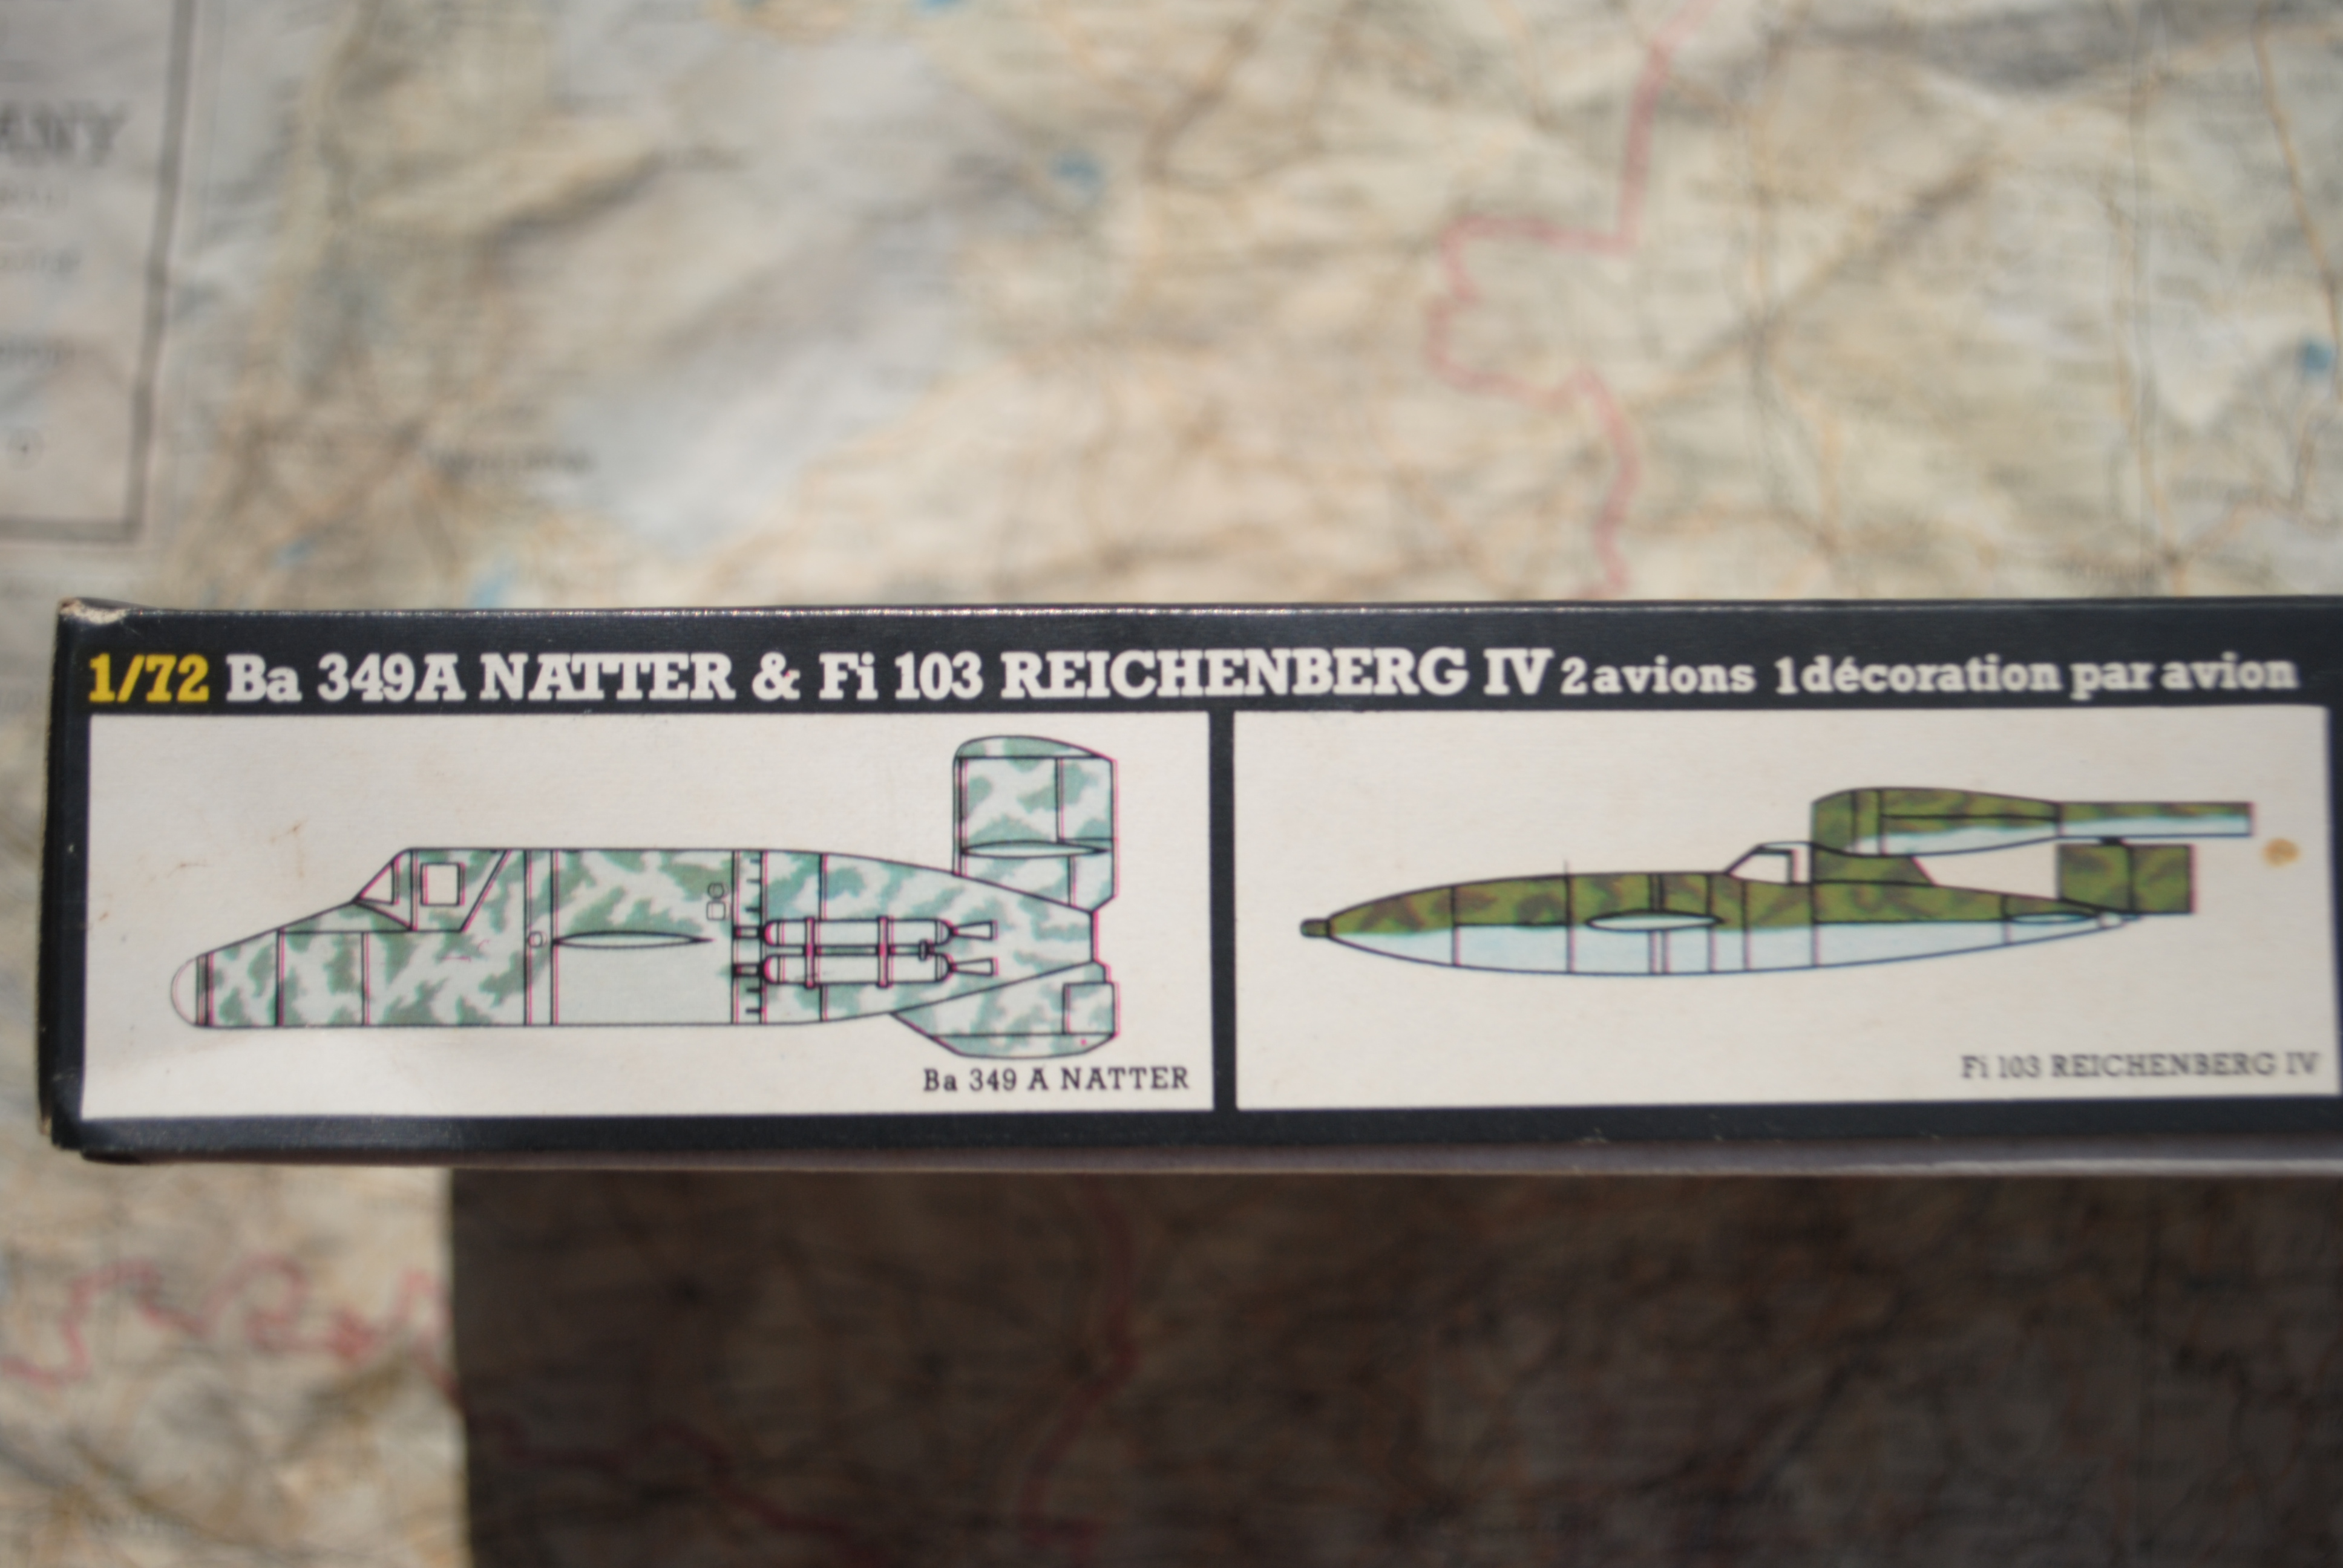 1/72 Ba 349A NATTER & Fi 103 REICHENBERG IV 2 avions 1 décoration par avion
Ba 349 A NATTER
Fi 103 REICHENBERG IV